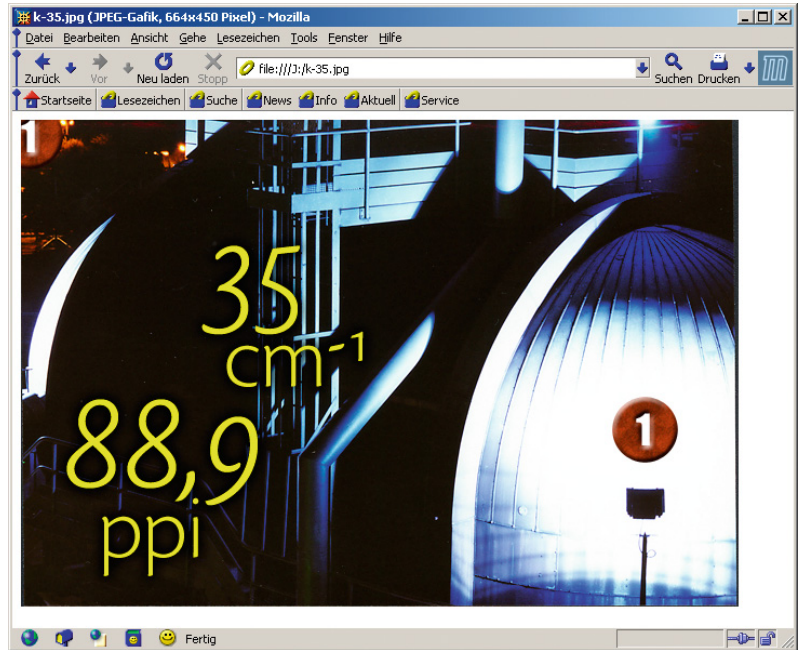 k-35.jpg (JPEG-Gafik, 664x450 Pixel) - Mozilla
Datei Bearbeiten Ansicht Gehe Lesezeichen Tools Fenster Hilfe
Zurück Vor Neu laden Stopp file:///J:/k-35.jpg Suchen Drucken
Startseite Lesezeichen Suche News Info Aktuell Service
1
35
cm-1
88,9
ppi
1
Fertig